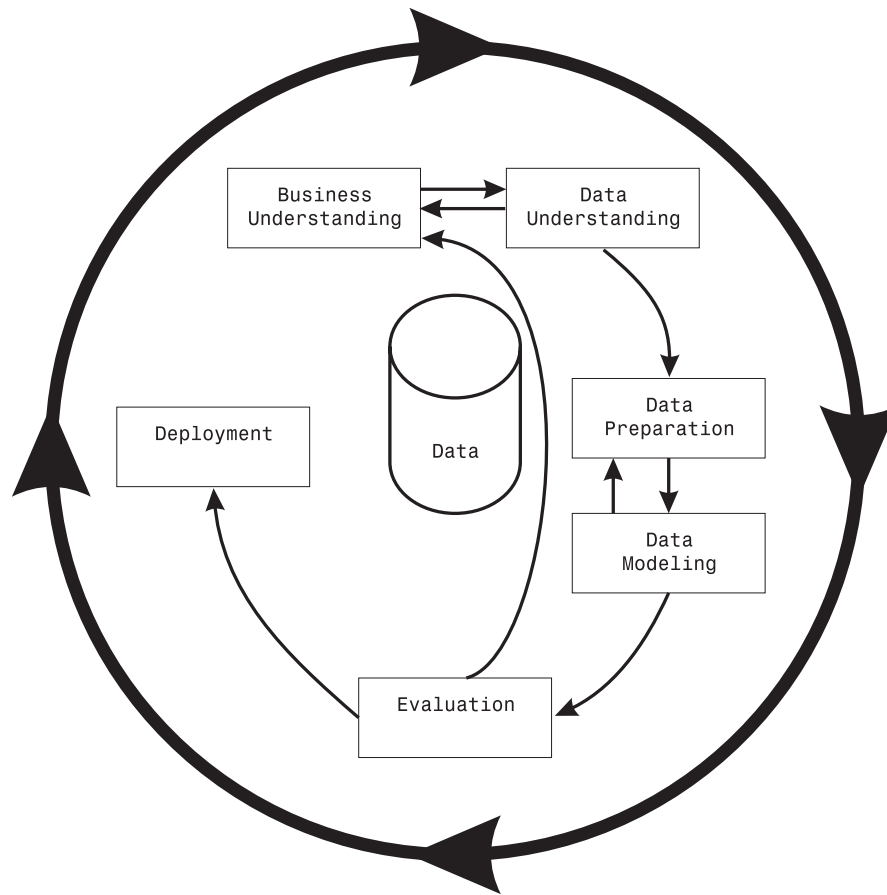 Business
Understanding
Data
Understanding
Data
Preparation
Deployment
Data
Data
Modeling
Evaluation